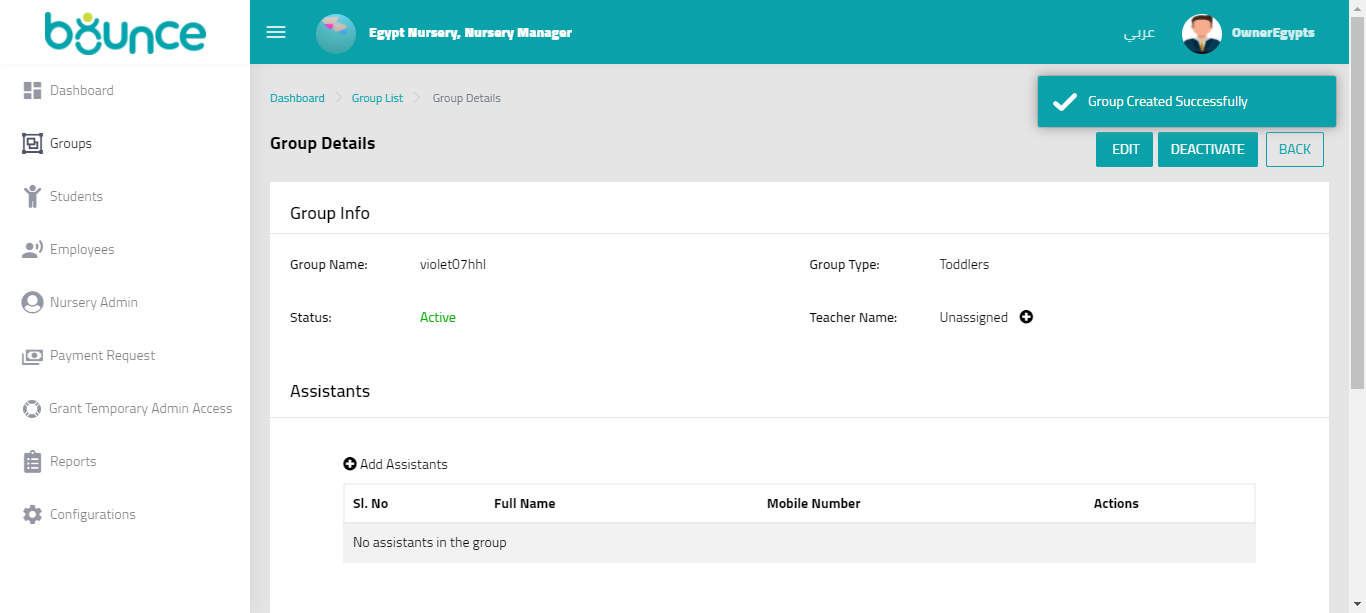 bounce
Egypt Nursery, Nursery Manager
عربي
OwnerEgypts
Dashboard
Groups
Students
Employees
Nursery Admin
Payment Request
Grant Temporary Admin Access
Reports
Configurations
Dashboard Group List Group Details
Group Created Successfully
Group Details
EDIT DEACTIVATE BACK
Group Info
Group Name: violet07hhl Group Type: Toddlers
Status: Active Teacher Name: Unassigned
Assistants
Add Assistants
Sl. No Full Name Mobile Number Actions
No assistants in the group